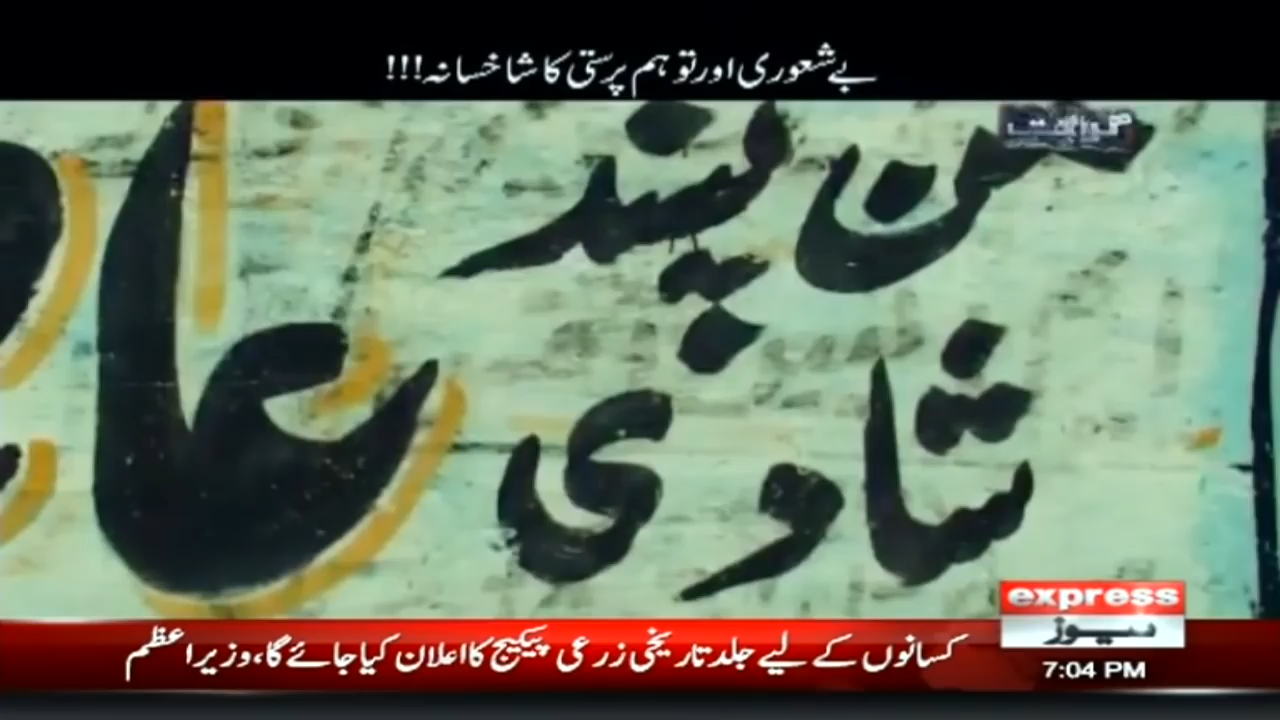 بے شعوری اور توہم پرستی کا شاخسانہ!!!
من پسند
شادی
express
نیوز
کسانوں کے لیے جلد تاریخی زرعی پیکیج کا اعلان کیا جائے گا، وزیراعظم
7:04 PM